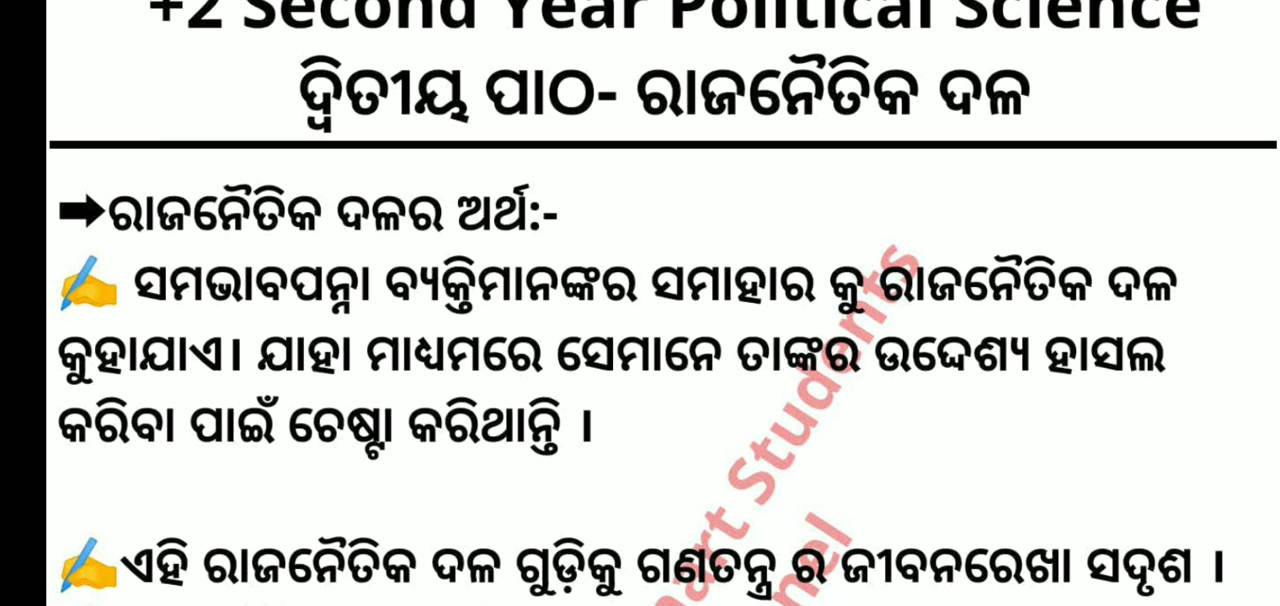 +2 Second Year Political Science
ଦ୍ୱିତୀୟ ପାଠ- ରାଜନୈତିକ ଦଳ
➡ରାଜନୈତିକ ଦଳର ଅର୍ଥ:-
✍ ସମଭାବପନ୍ନା ବ୍ୟକ୍ତିମାନଙ୍କର ସମାହାର କୁ ରାଜନୈତିକ ଦଳ
କୁହାଯାଏ। ଯାହା ମାଧ୍ୟମରେ ସେମାନେ ତାଙ୍କର ଉଦ୍ଦେଶ୍ୟ ହାସଲ
କରିବା ପାଇଁ ଚେଷ୍ଟା କରିଥାନ୍ତି ।
✍ଏହି ରାଜନୈତିକ ଦଳ ଗୁଡ଼ିକୁ ଗଣତନ୍ତ୍ର ର ଜୀବନରେଖା ସଦୃଶ ।
Students